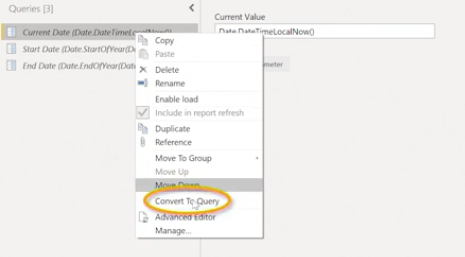 Queries [3]
Current Value
Current Date (Date.DateTimeLocalNow()
Date.DateTimeLocalNow()
Start Date (Date.StartOfYear(Da
End Date (Date.EndOfYear(Dat
meter
Copy
Paste
Delete
Rename
Enable load
Include in report refresh
Duplicate
Reference
Move To Group
Move Up
Move Down
Convert To Query
Advanced Editor
Manage...